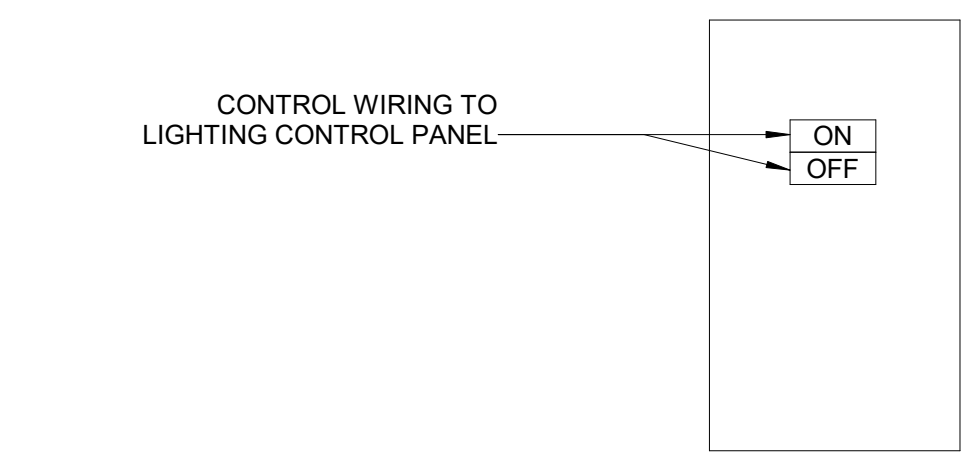 CONTROL WIRING TO
LIGHTING CONTROL PANEL
ON
OFF